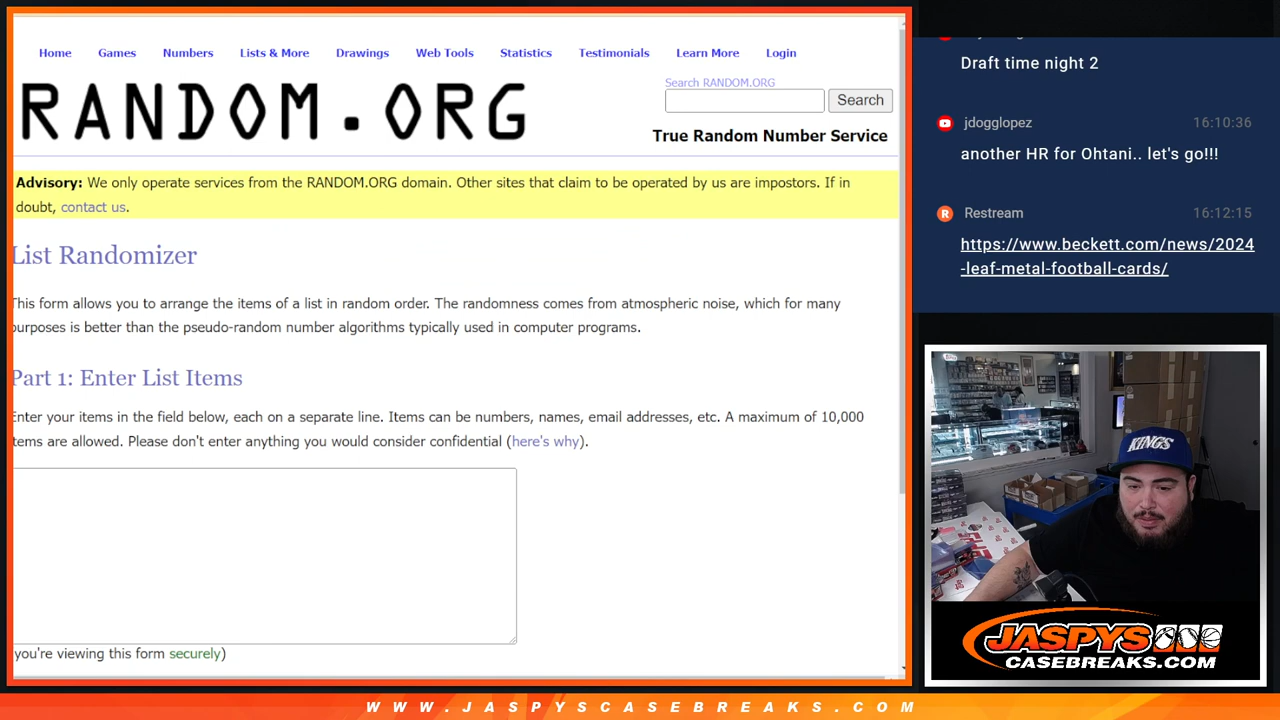 Home Games Numbers Lists & More Drawings Web Tools Statistics Testimonials Learn More Login
RANDOM.ORG
Search RANDOM.ORG
Search
True Random Number Service
Advisory: We only operate services from the RANDOM.ORG domain. Other sites that claim to be operated by us are impostors. If in
doubt, contact us.
List Randomizer
This form allows you to arrange the items of a list in random order. The randomness comes from atmospheric noise, which for many
purposes is better than the pseudo-random number algorithms typically used in computer programs.
Part 1: Enter List Items
Enter your items in the field below, each on a separate line. Items can be numbers, names, email addresses, etc. A maximum of 10,000
items are allowed. Please don't enter anything you would consider confidential (here's why).
you're viewing this form securely)
Draft time night 2
jdogglopez 16:10:36
another HR for Ohtani.. let's go!!!
Restream 16:12:15
https://www.beckett.com/news/2024
-leaf-metal-football-cards/
KINGS
JASPYS
CASEBREAKS.COM
WWW.JASPYSCASEBREAKS.COM